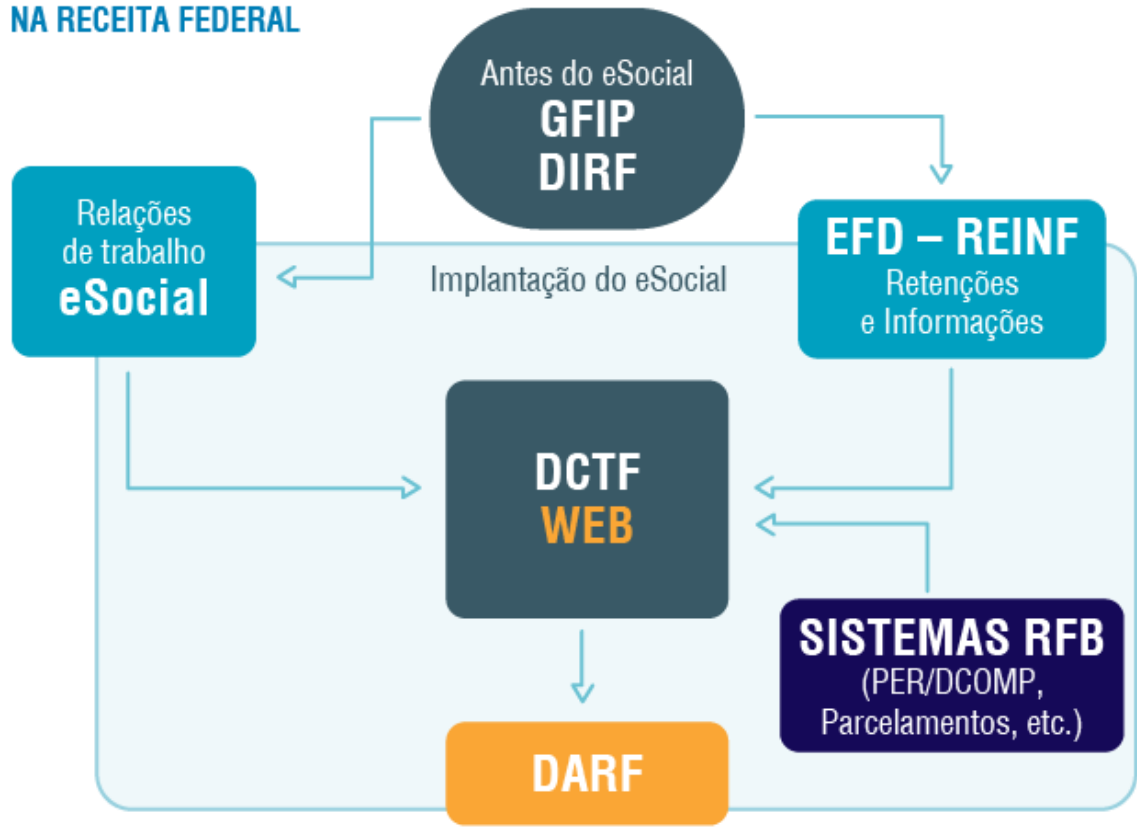 NA RECEITA FEDERAL
Antes do eSocial
GFIP
DIRF
Relações
de trabalho
eSocial
EFD – REINF
Retenções
e Informações
Implantação do eSocial
DCTF
WEB
SISTEMAS RFB
(PER/DCOMP,
Parcelamentos, etc.)
DARF